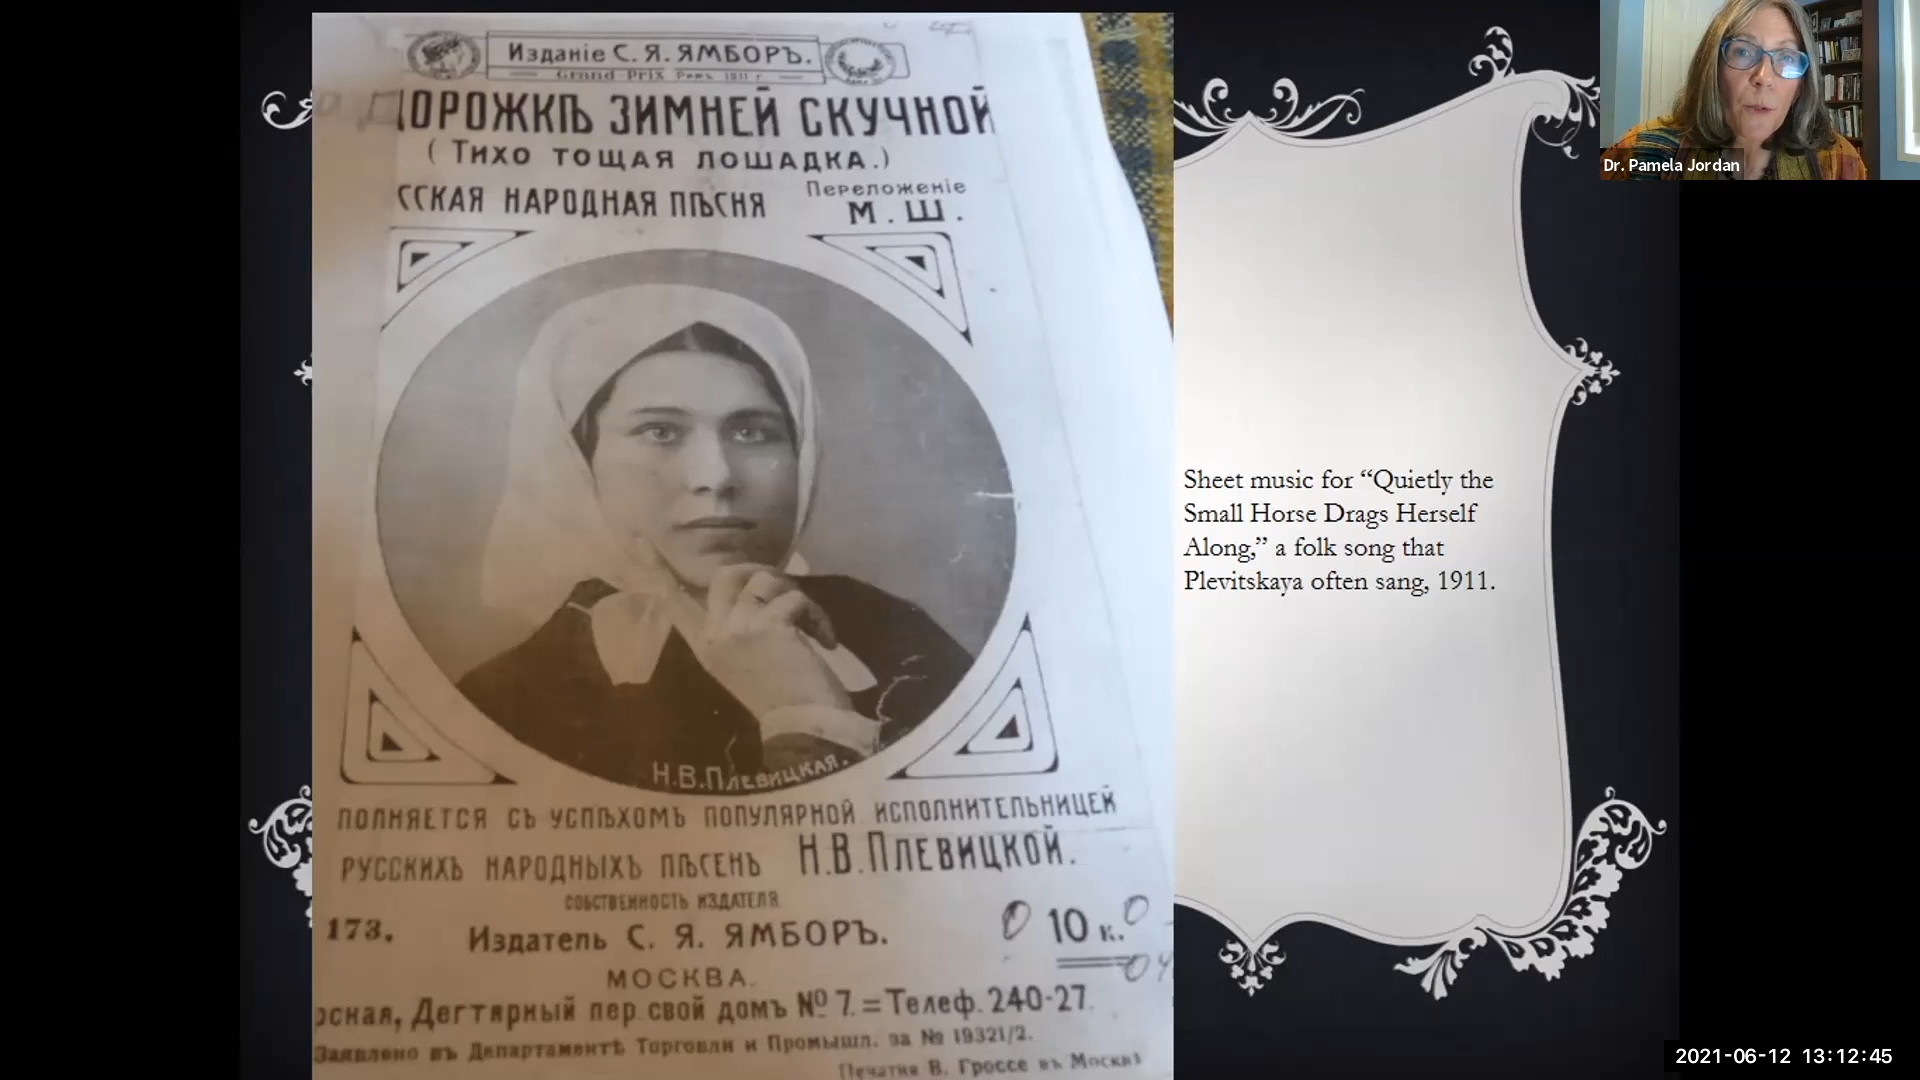 Изданіе С. Я. ЯМБОРЪ.
Grand-Prix Римъ 1911 г.
ДОРОЖКѢ ЗИМНЕЙ СКУЧНОЙ
( Тихо тощая лошадка.)
ССКАЯ НАРОДНАЯ ПѢСНЯ
Переложеніе
М. Ш.
Н.В.Плевицкая.
ПОЛНЯЕТСЯ СЪ УСПѢХОМЪ ПОПУЛЯРНОЙ ИСПОЛНИТЕЛЬНИЦЕЙ
РУССКИХЪ НАРОДНЫХЪ ПѢСЕНЪ Н.В.Плевицкой.
СОБСТВЕННОСТЬ ИЗДАТЕЛЯ.
173.
Издатель С. Я. ЯМБОРЪ.
10 к.
МОСКВА.
рсная, Дегтярный пер. свой домъ № 7. = Телеф. 240-27.
Заявлено въ Департаментѣ Торговли и Промышл. за № 19321/2.
Печатня В. Гроссе въ Москвѣ
Sheet music for “Quietly the
Small Horse Drags Herself
Along,” a folk song that
Plevitskaya often sang, 1911.
Dr. Pamela Jordan
2021-06-12 13:12:45